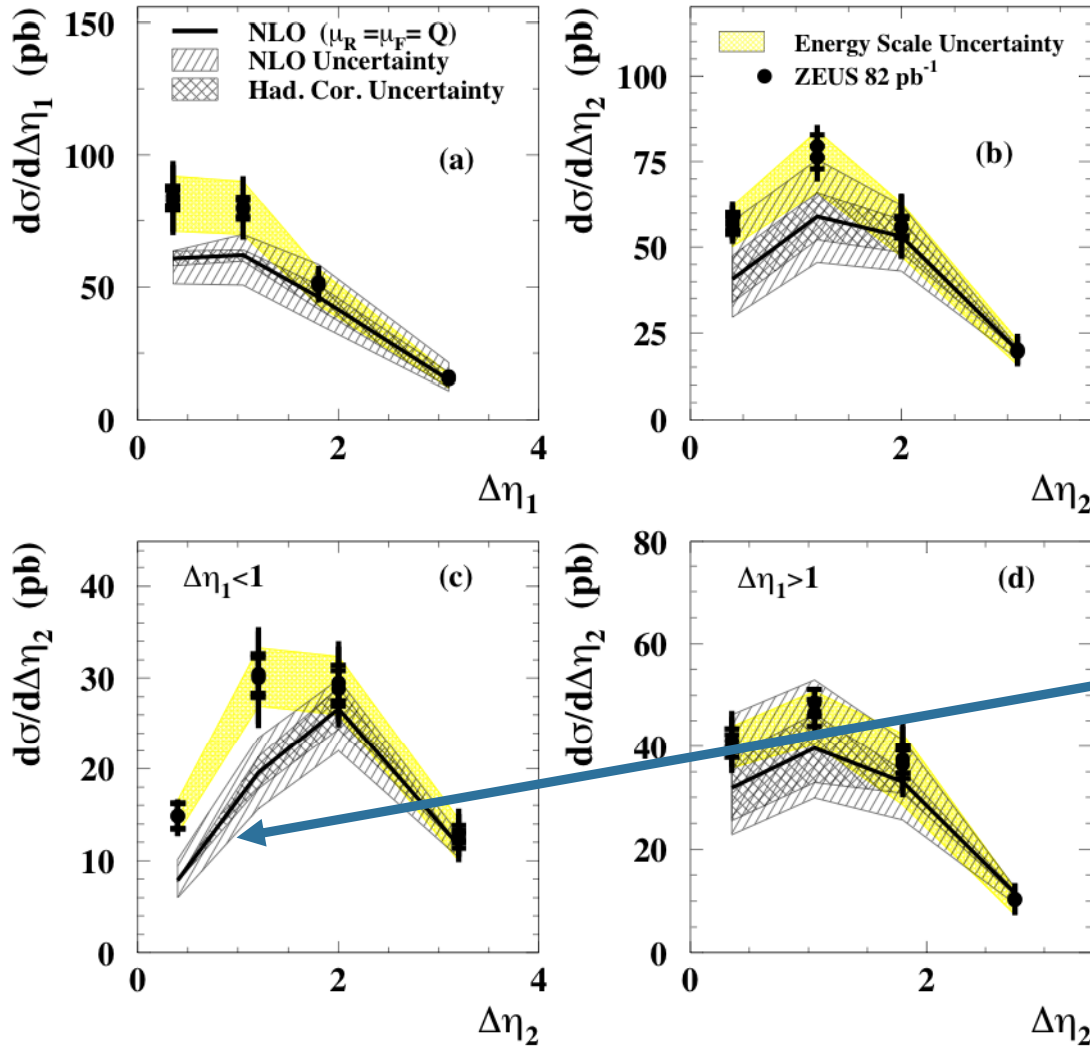 dσ/dΔη₁ (pb)
150
100
50
0
NLO (μR =μF= Q)
NLO Uncertainty
Had. Cor. Uncertainty
(a)
0 2 4
Δη₁
dσ/dΔη₂ (pb)
100
75
50
25
0
Energy Scale Uncertainty
ZEUS 82 pb⁻¹
(b)
0 2
Δη₂
dσ/dΔη₂ (pb)
40
30
20
10
0
Δη₁<1
(c)
0 2 4
Δη₂
dσ/dΔη₂ (pb)
80
60
40
20
0
Δη₁>1
(d)
0 2
Δη₂